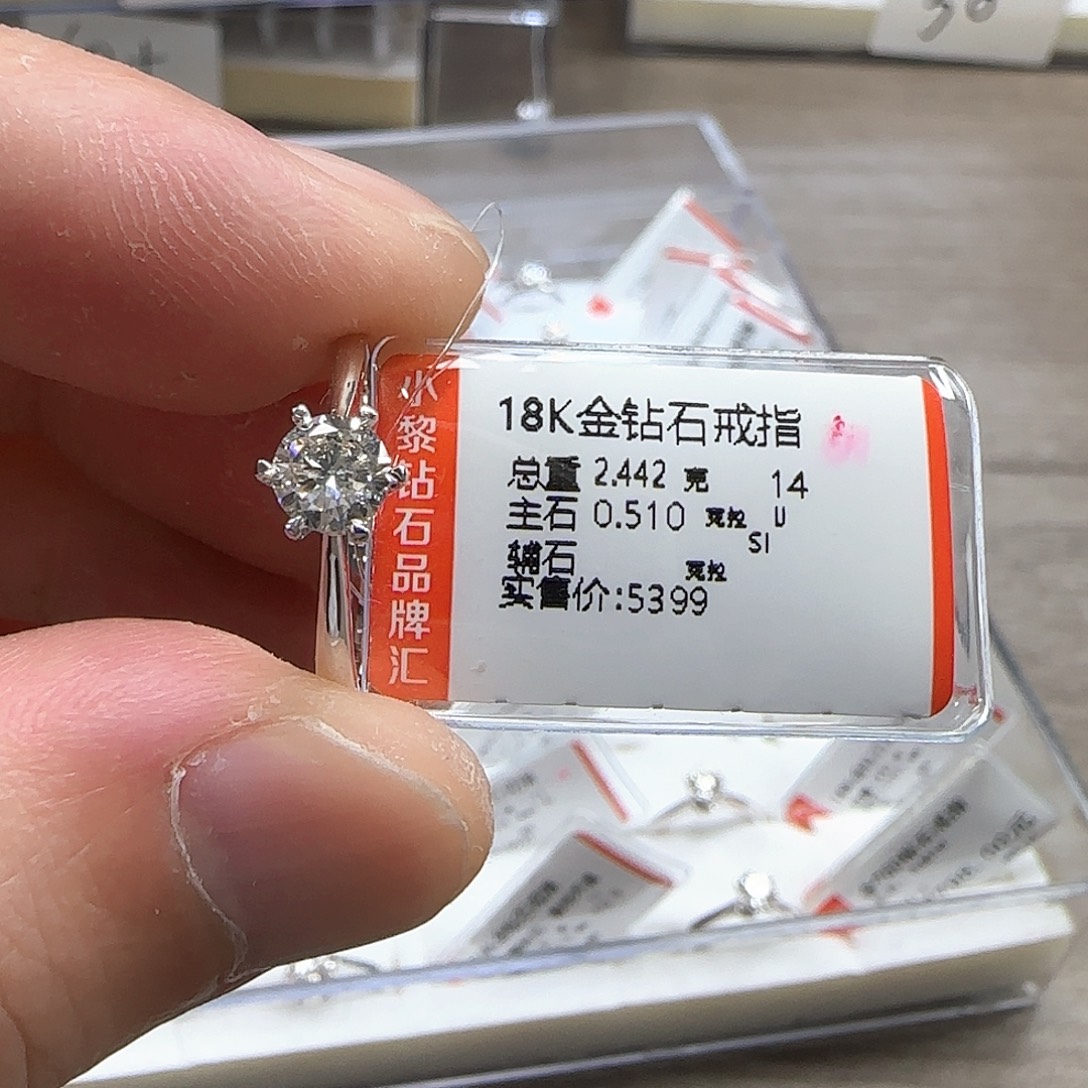 小黎钻石品牌汇
18K金钻石戒指
总重 2.442 克 14
主石 0.510 克拉 U
SI
辅石 克拉
实售价:5399